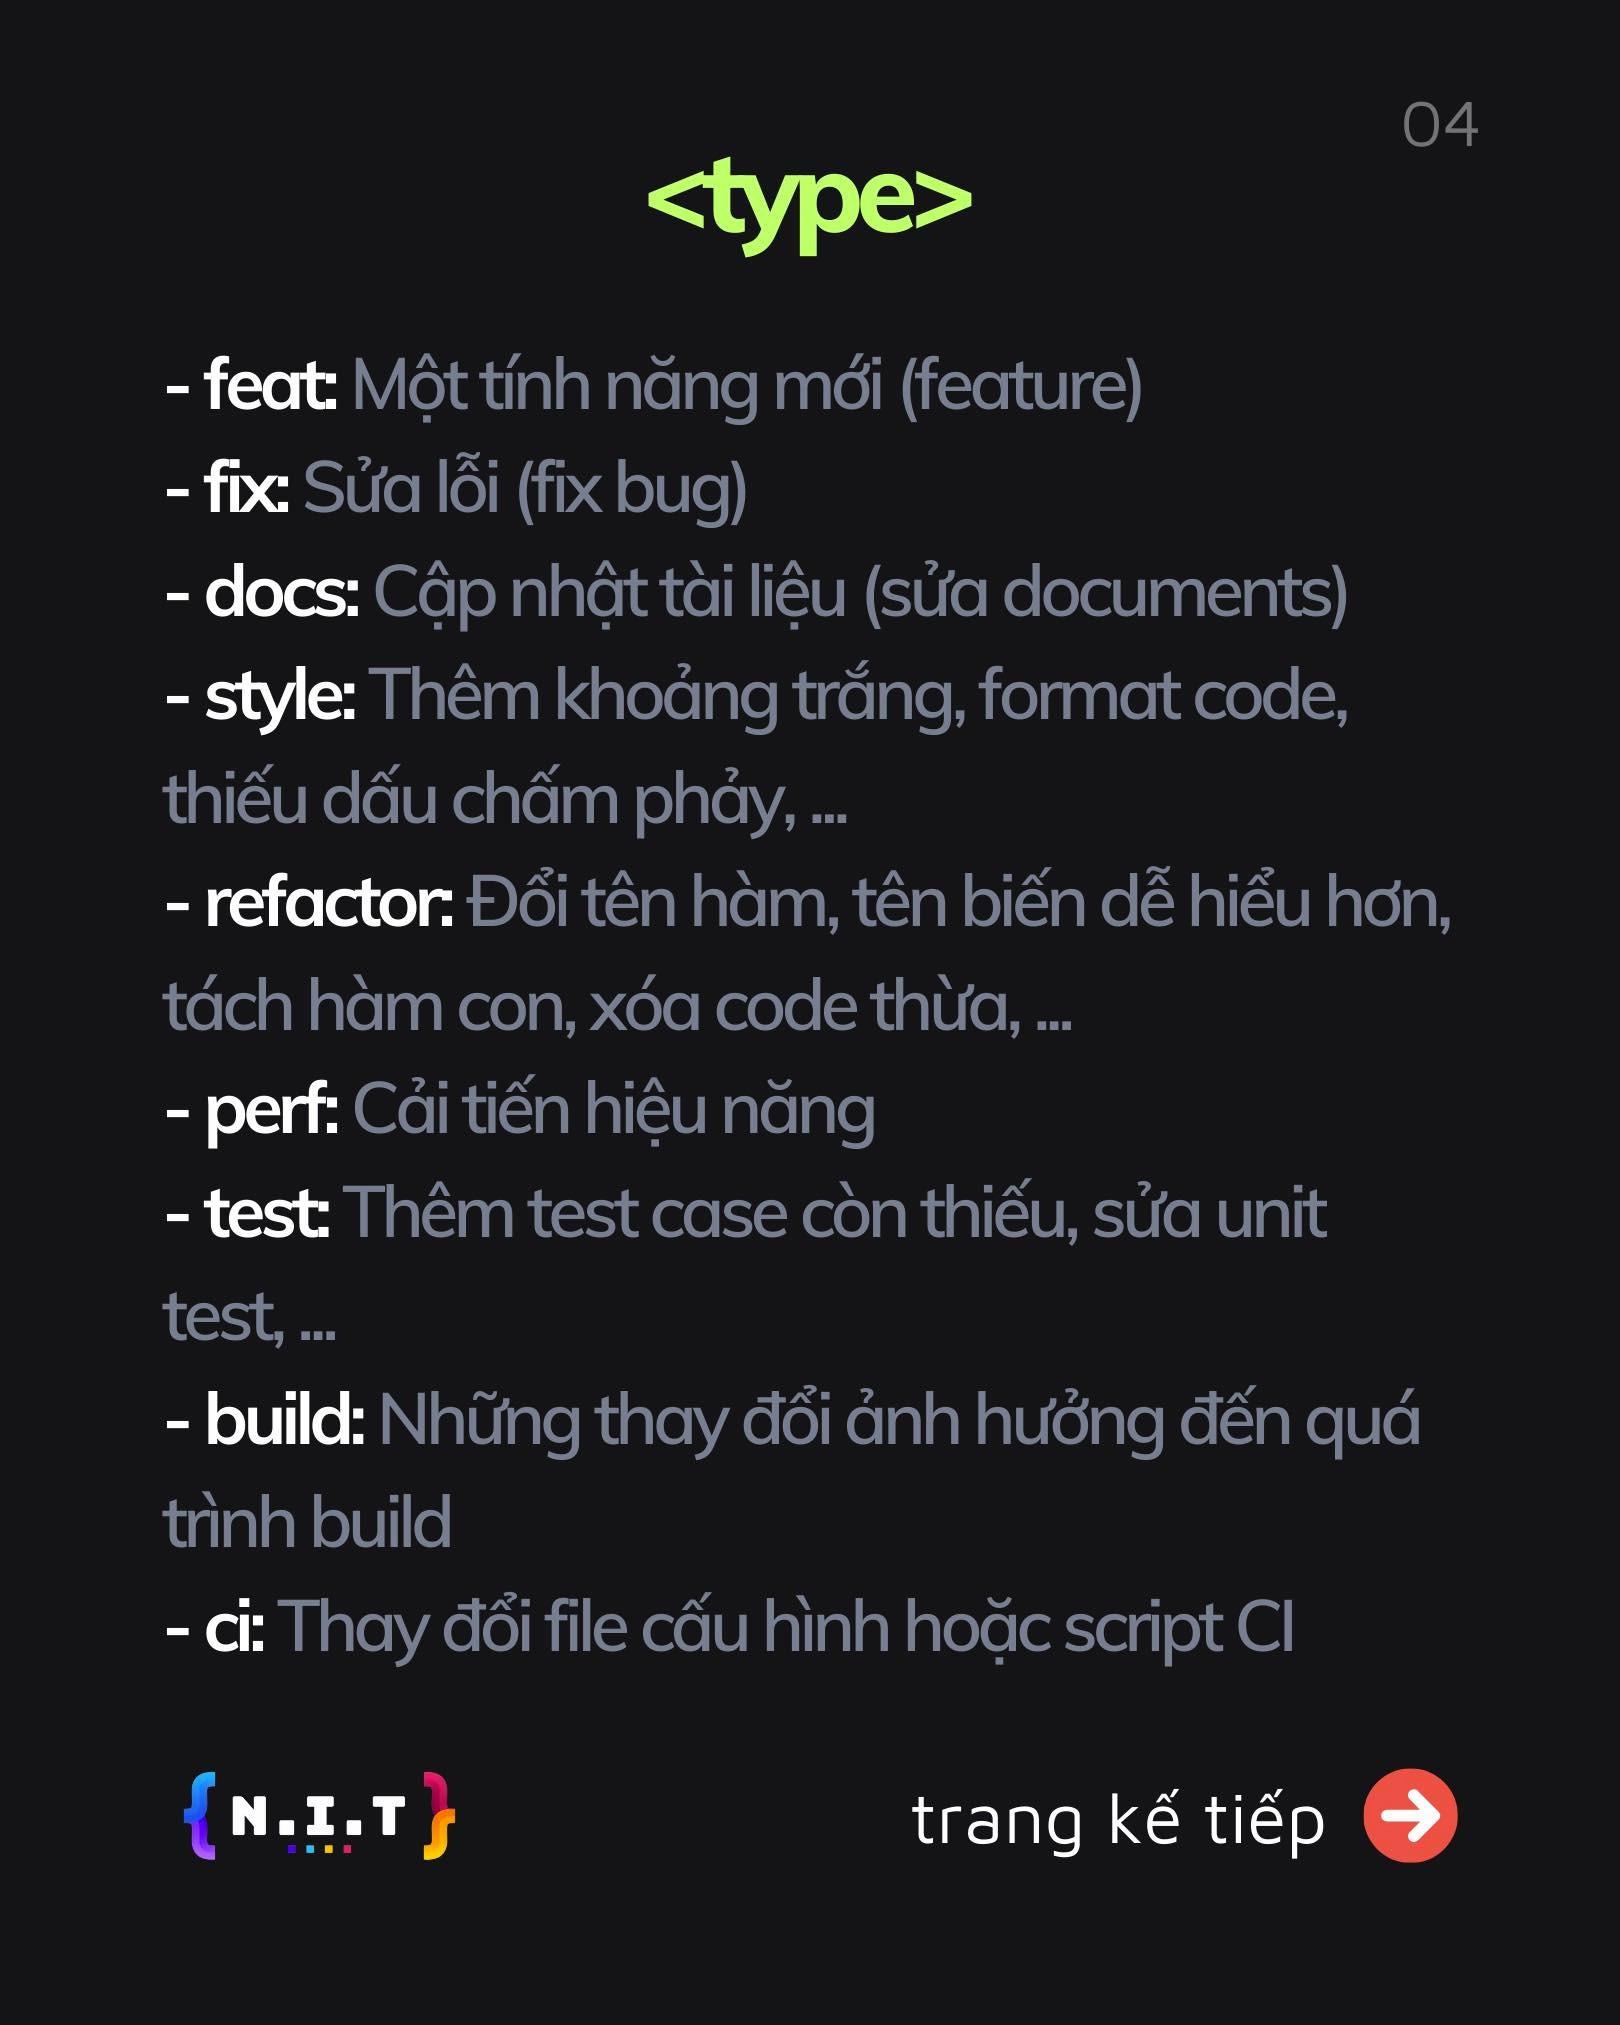 04
<type>
- feat: Một tính năng mới (feature)
- fix: Sửa lỗi (fix bug)
- docs: Cập nhật tài liệu (sửa documents)
- style: Thêm khoảng trắng, format code,
thiếu dấu chấm phảy, ...
- refactor: Đổi tên hàm, tên biến dễ hiểu hơn,
tách hàm con, xóa code thừa, ...
- perf: Cải tiến hiệu năng
- test: Thêm test case còn thiếu, sửa unit
test, ...
- build: Những thay đổi ảnh hưởng đến quá
trình build
- ci: Thay đổi file cấu hình hoặc script CI
{N.I.T}
trang kế tiếp